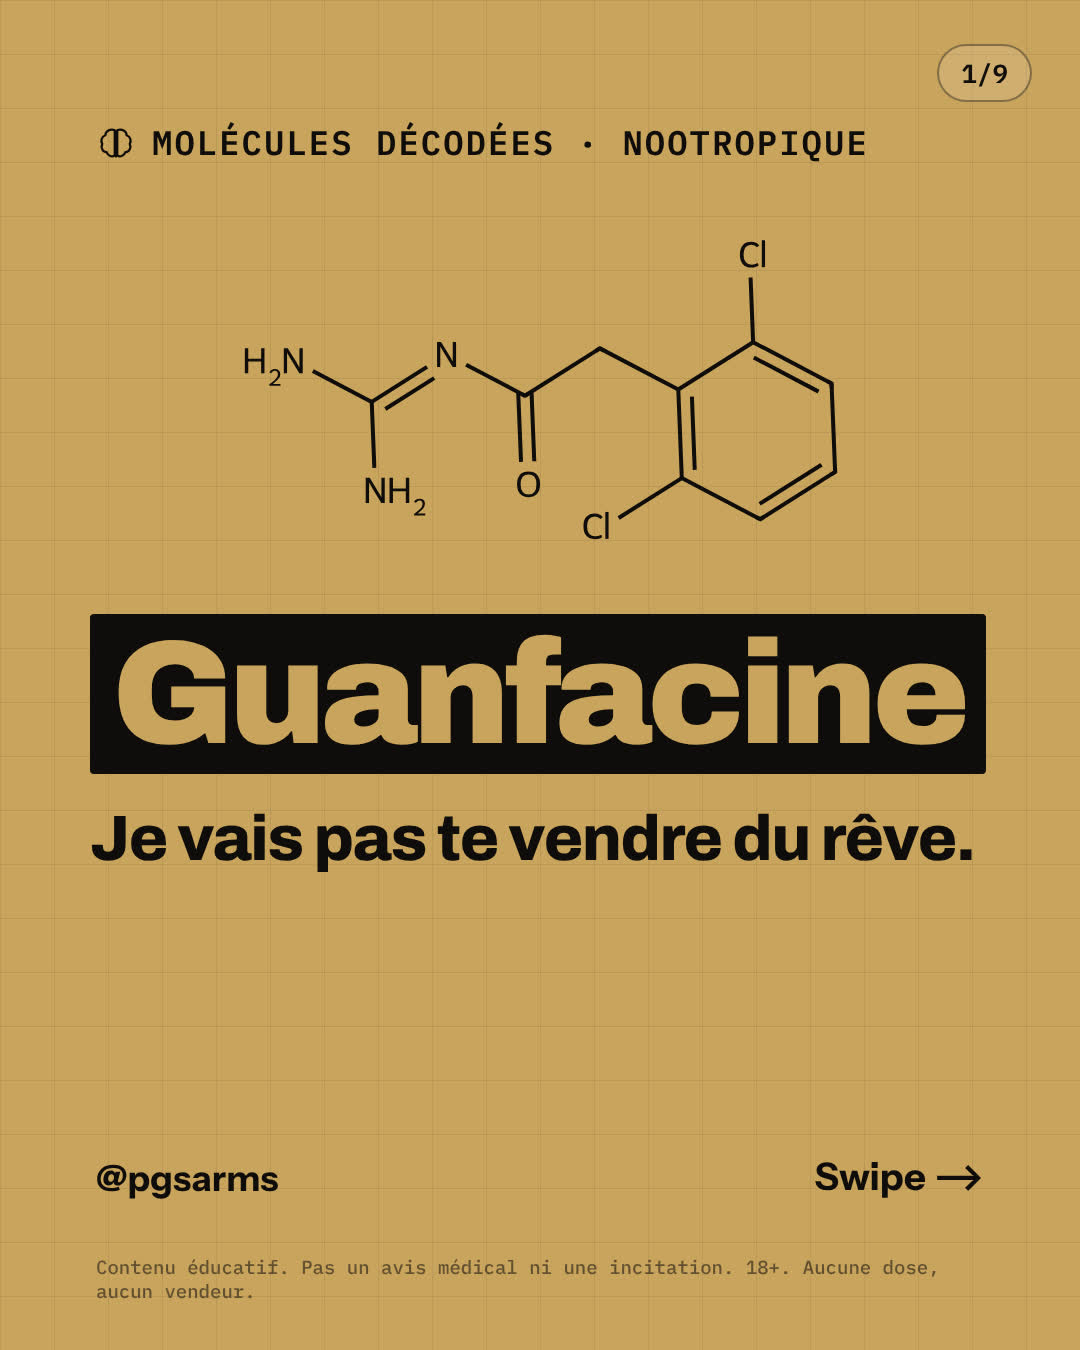 1/9
MOLÉCULES DÉCODÉES · NOOTROPIQUE
Cl
H₂N
N
NH₂
O
Cl
Guanfacine
Je vais pas te vendre du rêve.
@pgsarms
Swipe →
Contenu éducatif. Pas un avis médical ni une incitation. 18+. Aucune dose,
aucun vendeur.